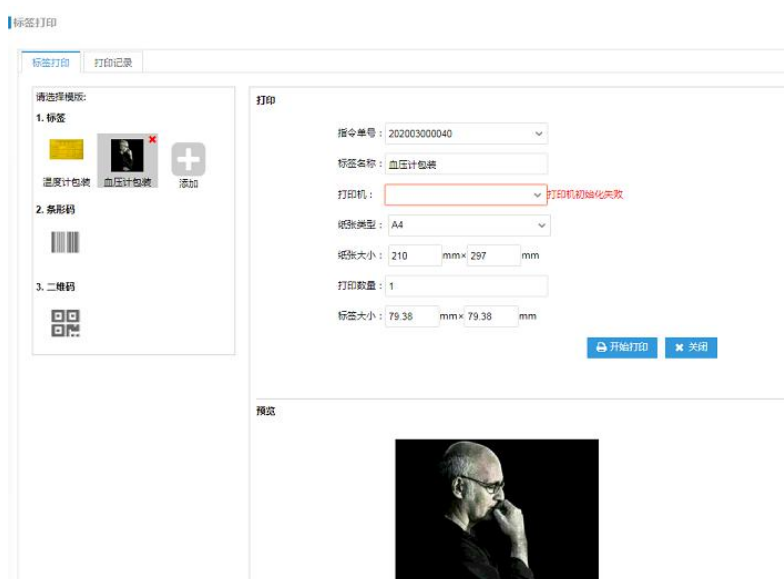 标签打印
标签打印 打印记录
请选择模版:
1. 标签
温度计包装 血压计包装 添加
2. 条形码
3. 二维码
打印
指令单号： 202003000040
标签名称： 血压计包装
打印机： 打印机初始化失败
纸张类型： A4
纸张大小： 210 mm× 297 mm
打印数量： 1
标签大小： 79.38 mm× 79.38 mm
开始打印 关闭
预览